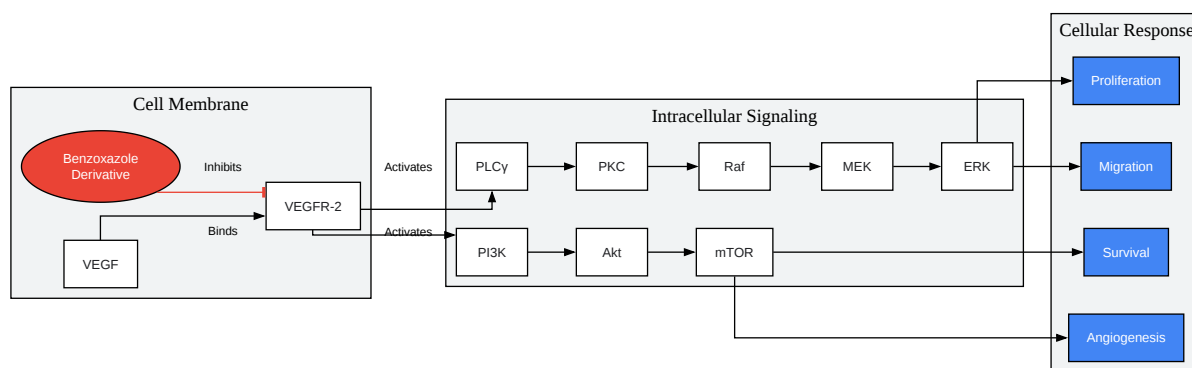 Cell Membrane
Benzoxazole
Derivative
Inhibits
VEGFR-2
Binds
VEGF
Activates
Activates
Intracellular Signaling
PLCγ
PKC
Raf
MEK
ERK
PI3K
Akt
mTOR
Cellular Response
Proliferation
Migration
Survival
Angiogenesis